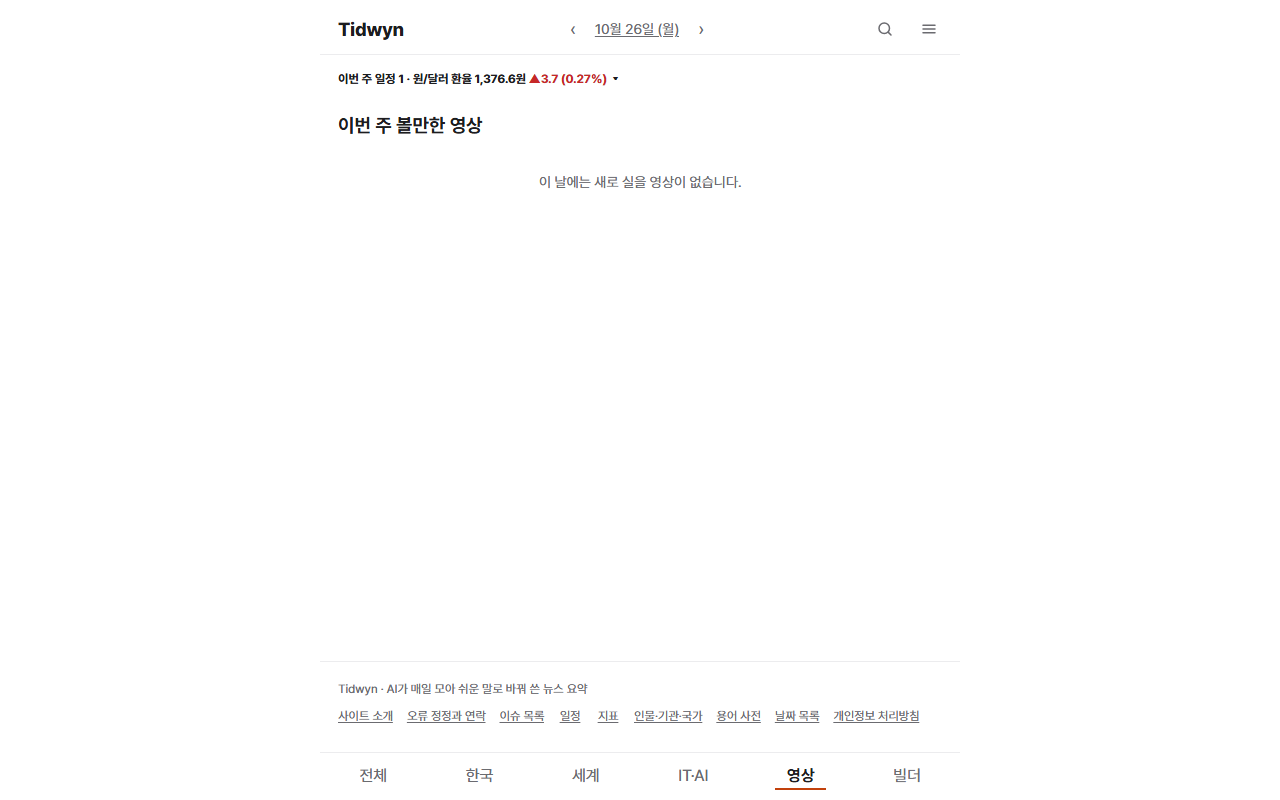 Tidwyn
‹ 10월 26일 (월) ›
이번 주 일정 1 · 원/달러 환율 1,376.6원 ▲3.7 (0.27%) ▾
이번 주 볼만한 영상
이 날에는 새로 실을 영상이 없습니다.
Tidwyn · AI가 매일 모아 쉬운 말로 바꿔 쓴 뉴스 요약
사이트 소개 오류 정정과 연락 이슈 목록 일정 지표 인물·기관·국가 용어 사전 날짜 목록 개인정보 처리방침
전체 한국 세계 IT·AI 영상 빌더